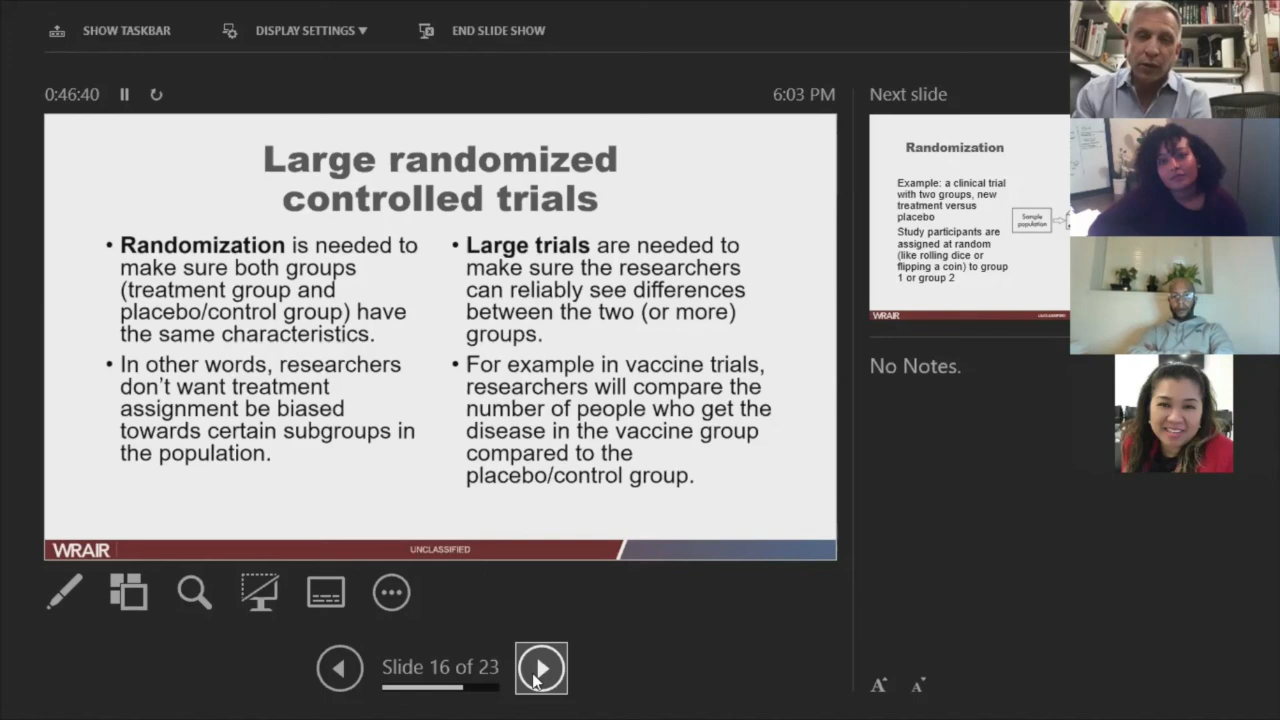 SHOW TASKBAR
DISPLAY SETTINGS ▼
END SLIDE SHOW
0:46:40
6:03 PM
Large randomized
controlled trials
• Randomization is needed to
make sure both groups
(treatment group and
placebo/control group) have
the same characteristics.
• In other words, researchers
don't want treatment
assignment be biased
towards certain subgroups in
the population.
• Large trials are needed to
make sure the researchers
can reliably see differences
between the two (or more)
groups.
• For example in vaccine trials,
researchers will compare the
number of people who get the
disease in the vaccine group
compared to the
placebo/control group.
WRAIR
UNCLASSIFIED
Slide 16 of 23
Next slide
Randomization
Example: a clinical trial
with two groups, new
treatment versus
placebo
Study participants are
assigned at random
(like rolling dice or
flipping a coin) to group
1 or group 2
Sample
population
WRAIR
UNCLASSIFIED
No Notes.
A
A